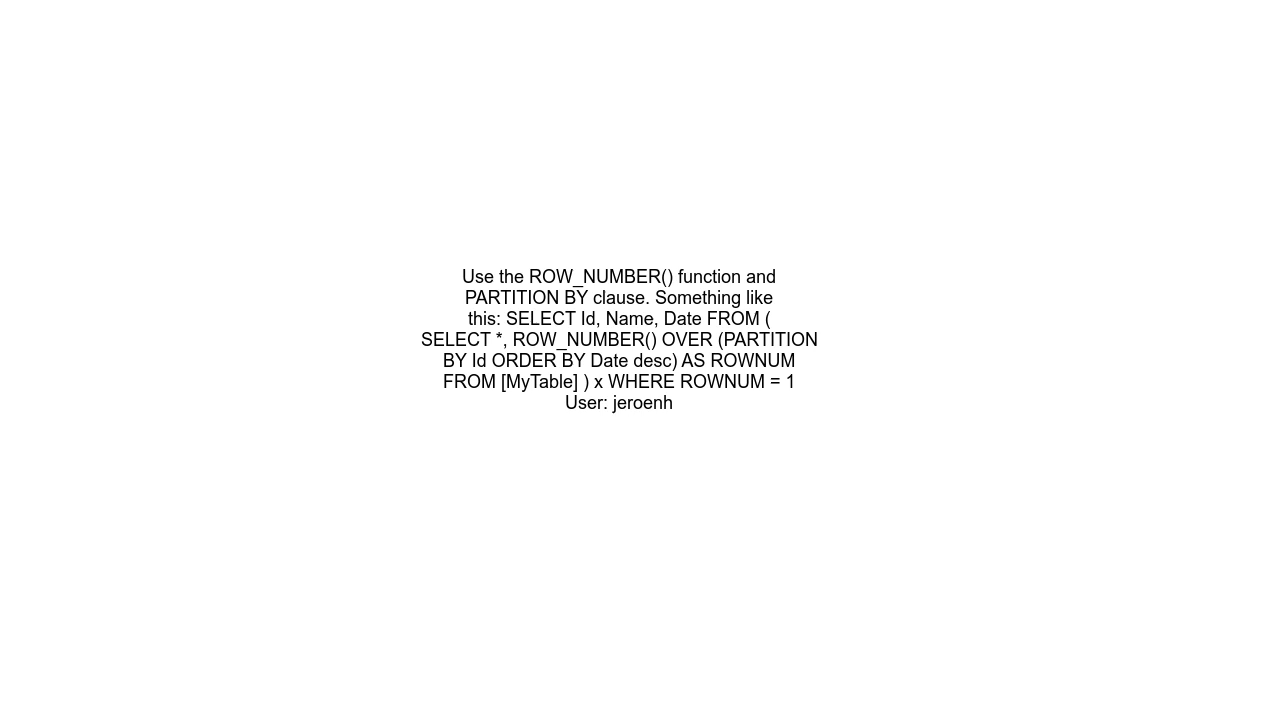 Use the ROW_NUMBER() function and
PARTITION BY clause. Something like
this: SELECT Id, Name, Date FROM (
SELECT *, ROW_NUMBER() OVER (PARTITION
BY Id ORDER BY Date desc) AS ROWNUM
FROM [MyTable] ) x WHERE ROWNUM = 1
User: jeroenh